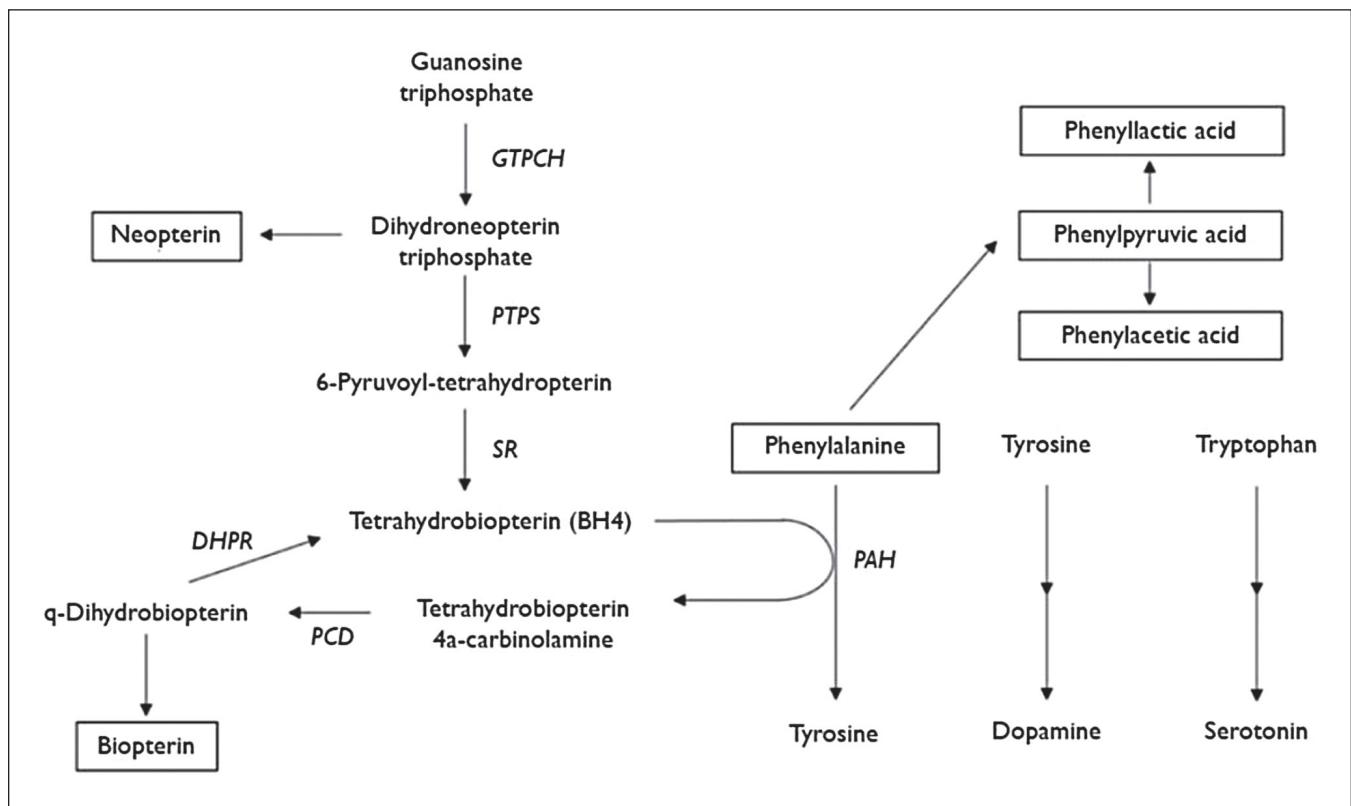 Guanosine
triphosphate
GTPCH
Neopterin
Dihydroneopterin
triphosphate
PTPS
6-Pyruvoyl-tetrahydropterin
SR
Tetrahydrobiopterin (BH4)
DHPR
q-Dihydrobiopterin
PCD
Tetrahydrobiopterin
4a-carbinolamine
Biopterin
Phenyllactic acid
Phenylpyruvic acid
Phenylacetic acid
Phenylalanine
PAH
Tyrosine
Tyrosine
Dopamine
Tryptophan
Serotonin